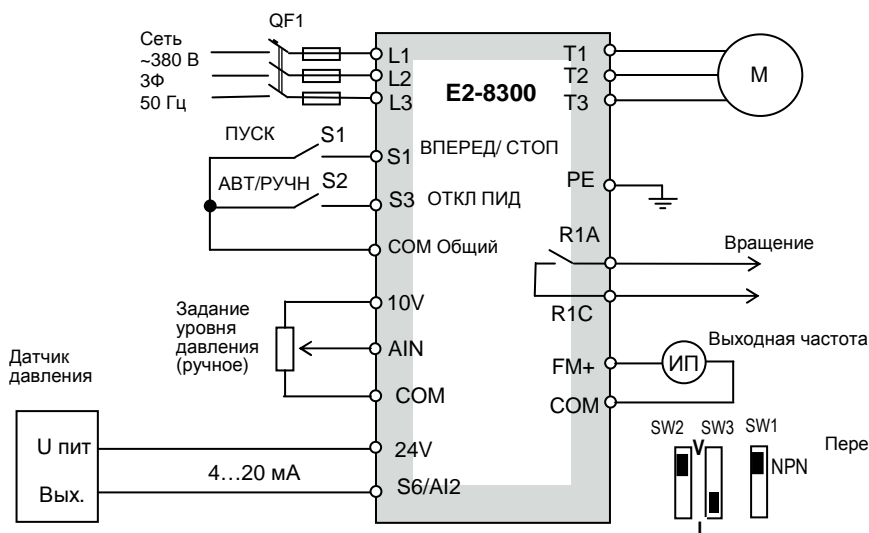 QF1
Сеть
~380 В
3Ф
50 Гц
L1
L2
L3
E2-8300
T1
T2
T3
М
ПУСК
S1
S1
ВПЕРЕД/ СТОП
АВТ/РУЧН
S2
S3
ОТКЛ ПИД
COM Общий
PE
R1A
Вращение
R1C
10V
Задание
уровня
давления
(ручное)
AIN
COM
Выходная частота
FM+
ИП
COM
Датчик
давления
U пит
24V
4…20 мА
Вых.
S6/AI2
SW2
SW3
SW1
V
NPN
I
Пере